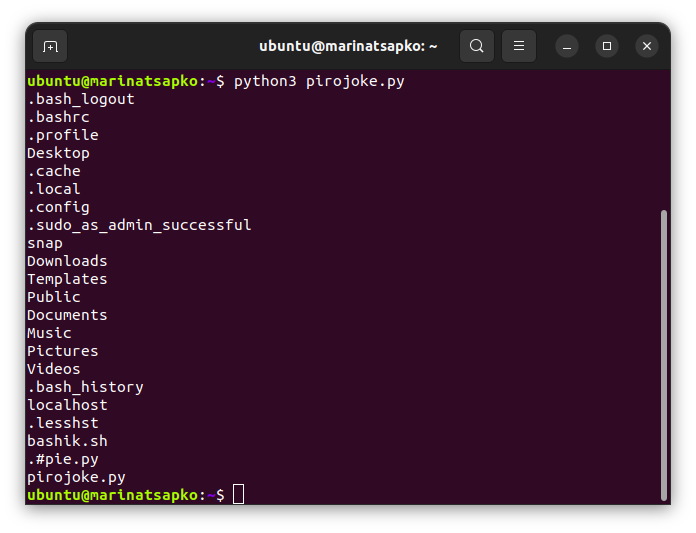 ubuntu@marinatsapko: ~
ubuntu@marinatsapko:~$ python3 pirojoke.py
.bash_logout
.bashrc
.profile
Desktop
.cache
.local
.config
.sudo_as_admin_successful
snap
Downloads
Templates
Public
Documents
Music
Pictures
Videos
.bash_history
localhost
.lesshst
bashik.sh
.#pie.py
pirojoke.py
ubuntu@marinatsapko:~$